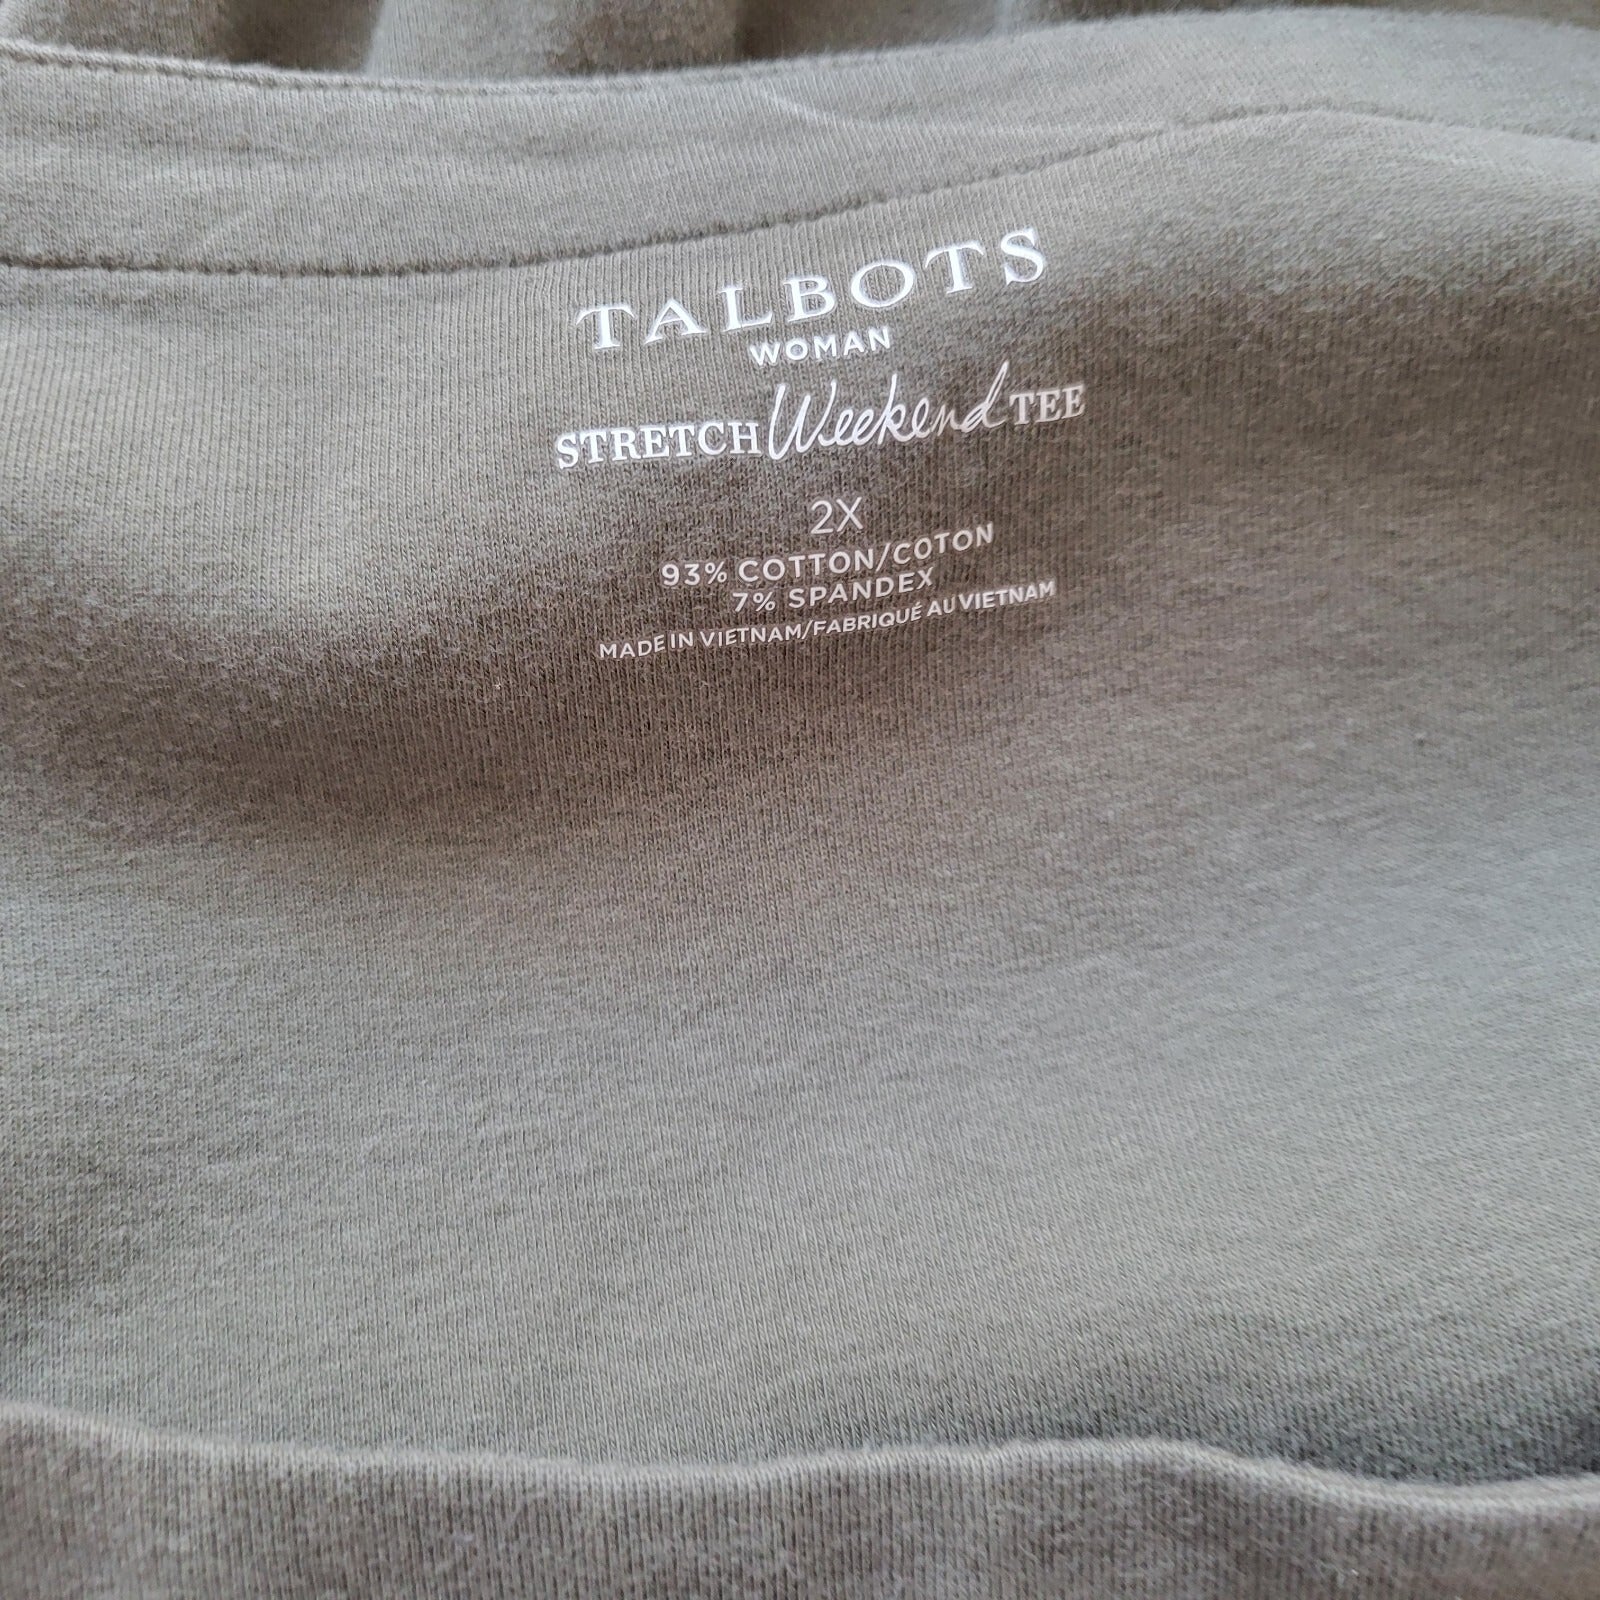 TALBOTS
WOMAN
STRETCH Weekend TEE
2X
93% COTTON/COTON
7% SPANDEX
MADE IN VIETNAM/FABRIQUÉ AU VIETNAM